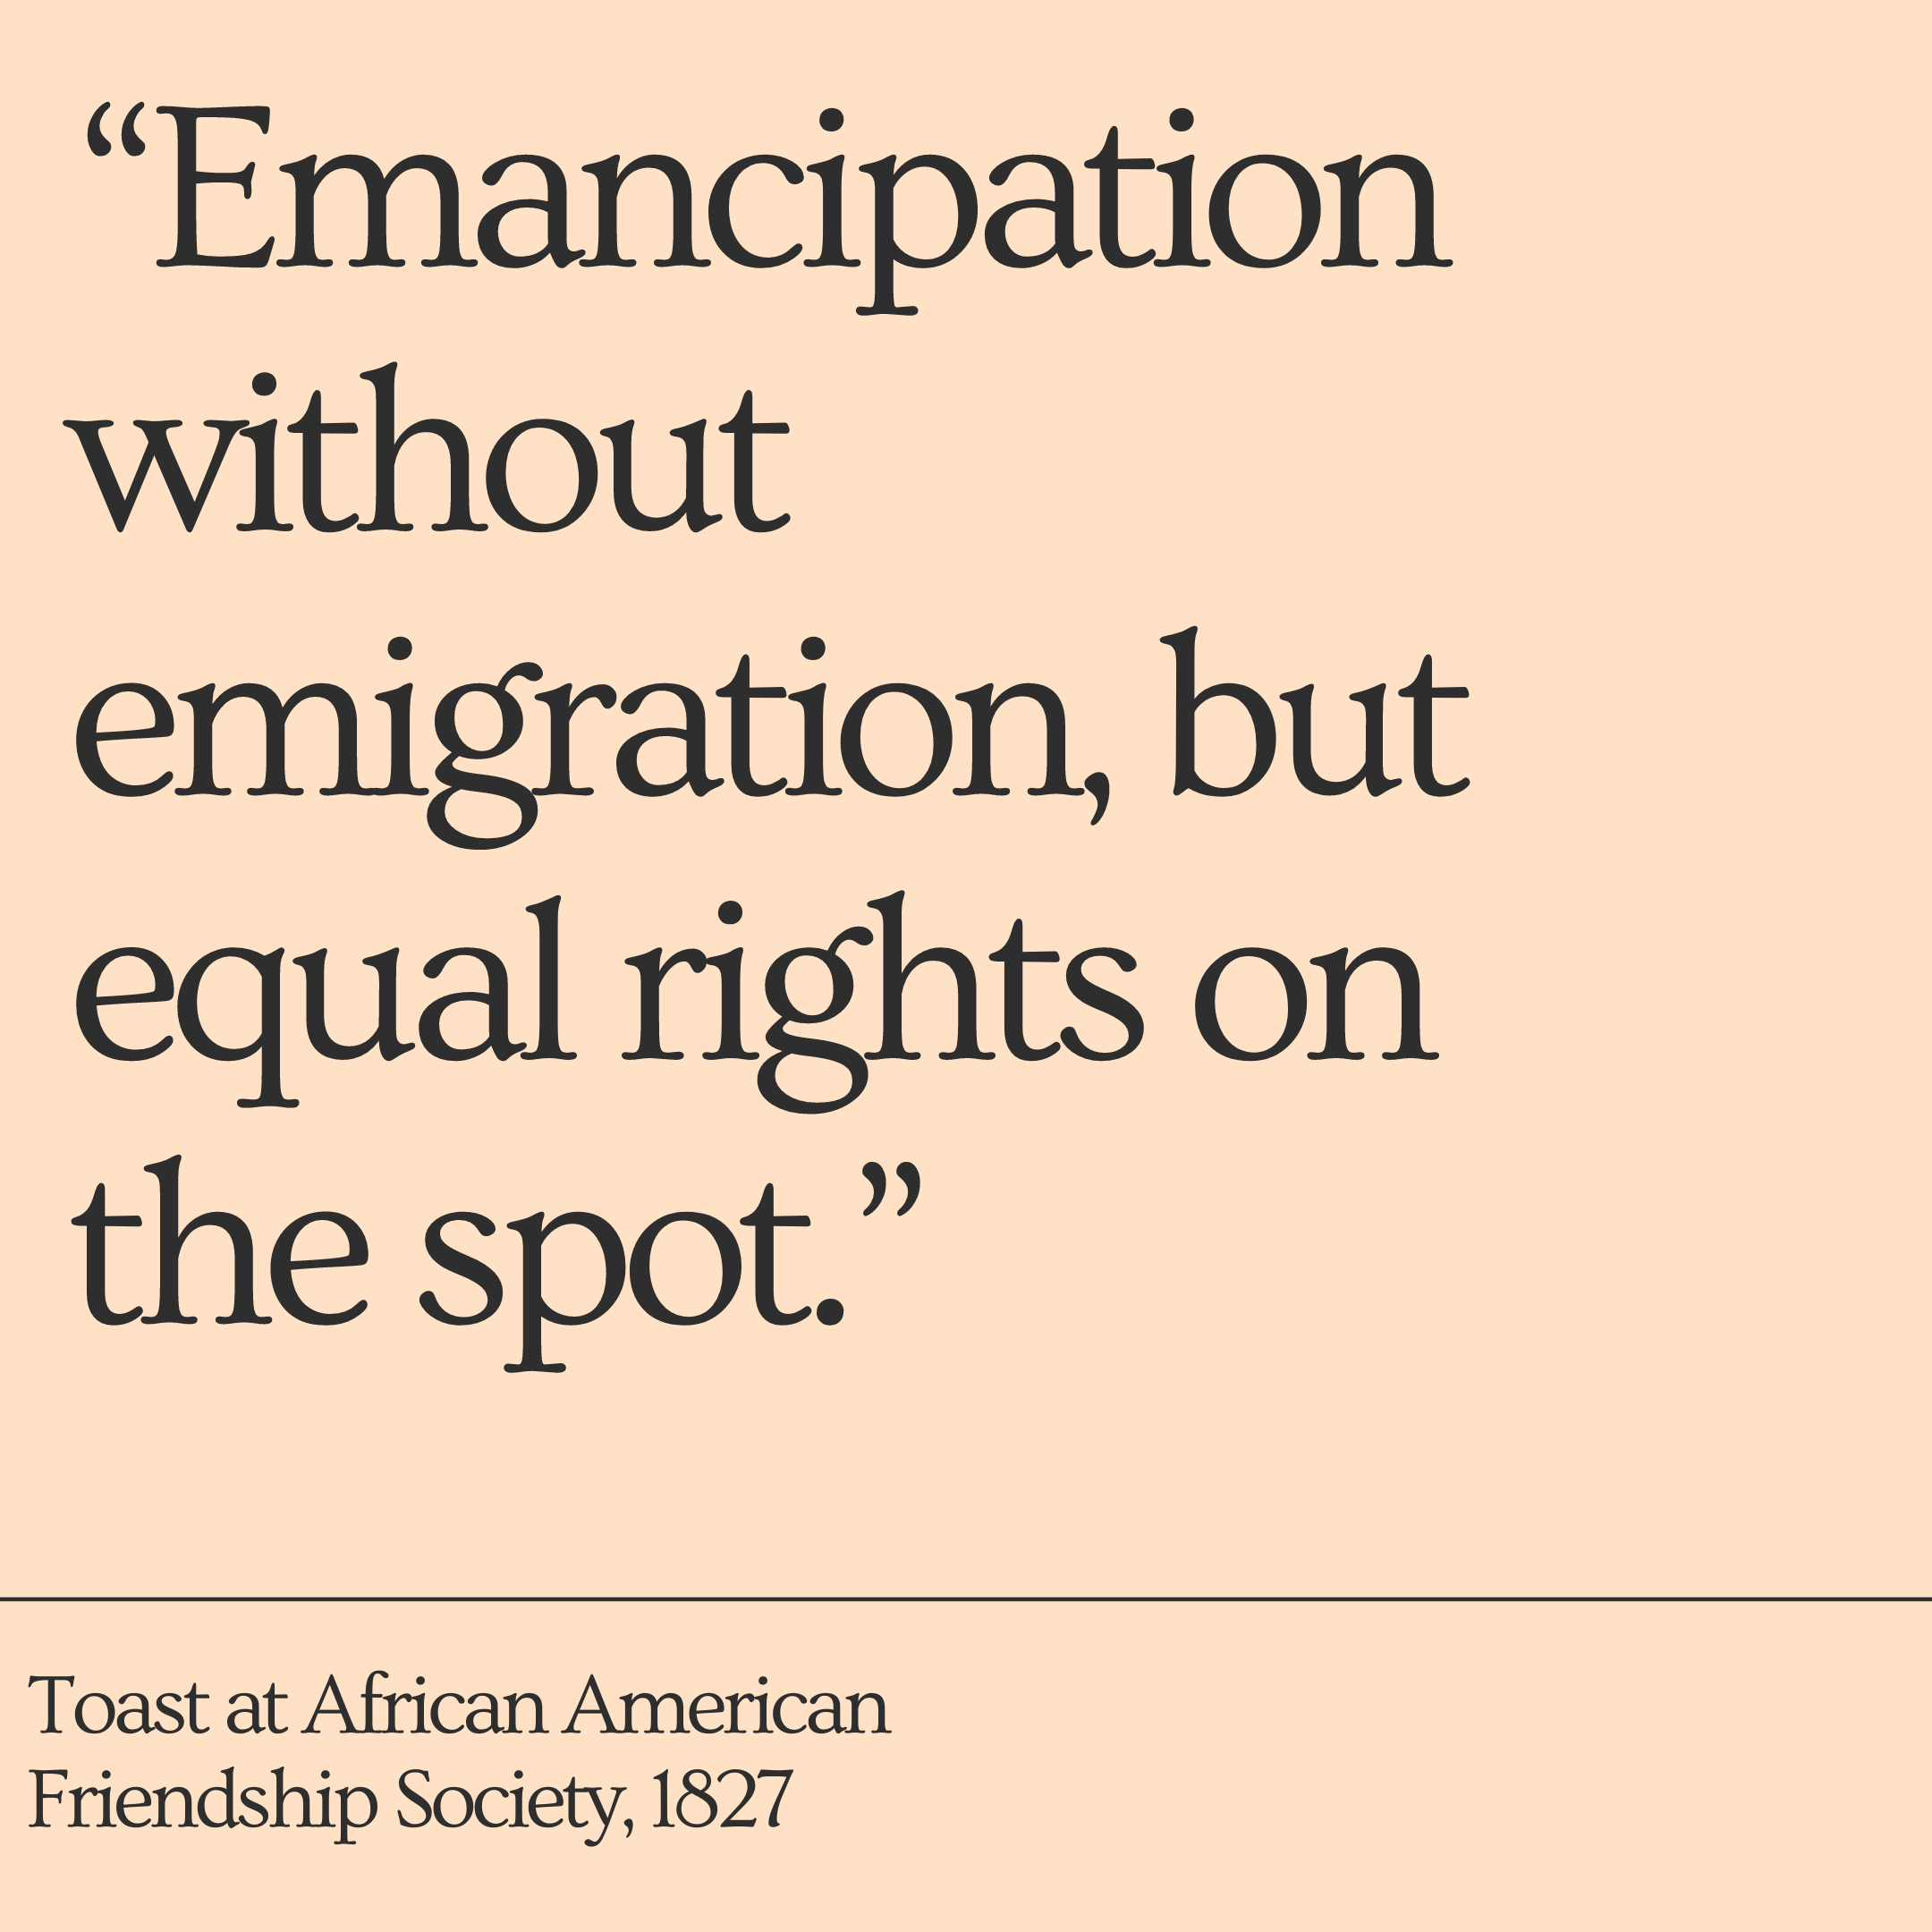 “Emancipation
without
emigration, but
equal rights on
the spot.”
Toast at African American
Friendship Society, 1827